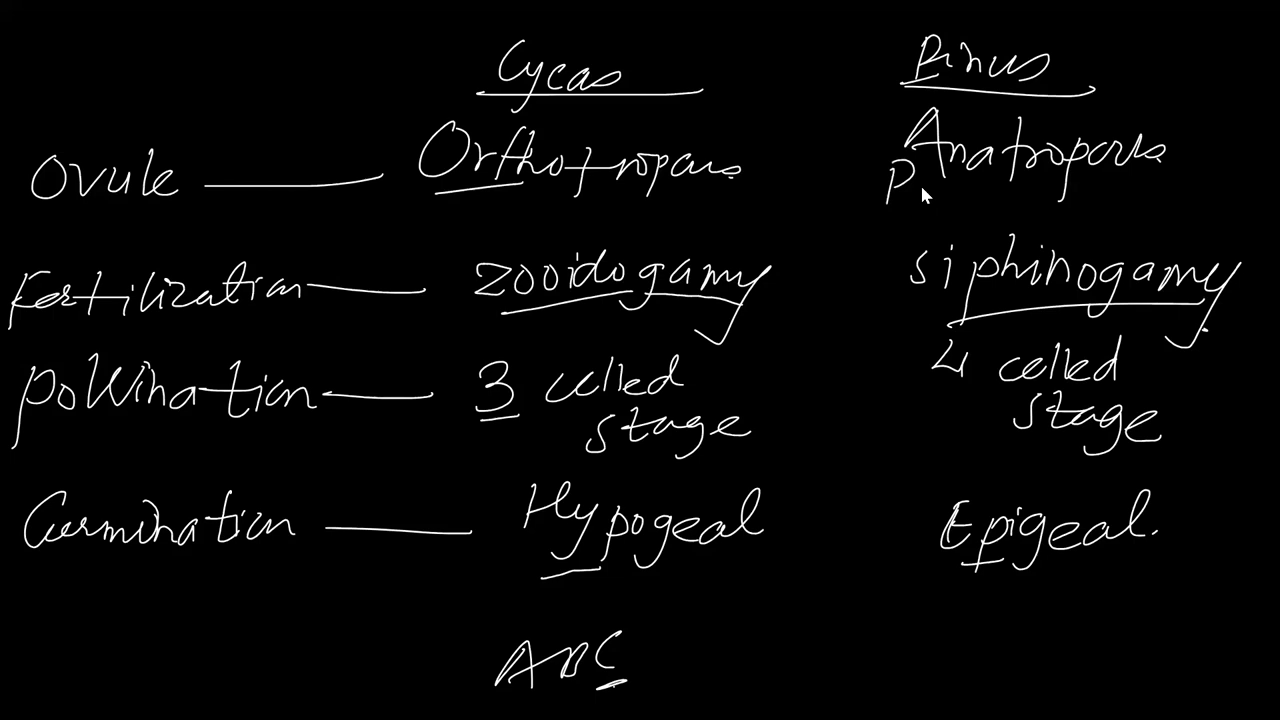 Cycas Pinus
Ovule Orthotropous Anatropous
P
Fertilization zooidogamy siphinogamy
Pollination 3 celled stage 4 celled stage
Germination Hypogeal Epigeal.
ABC